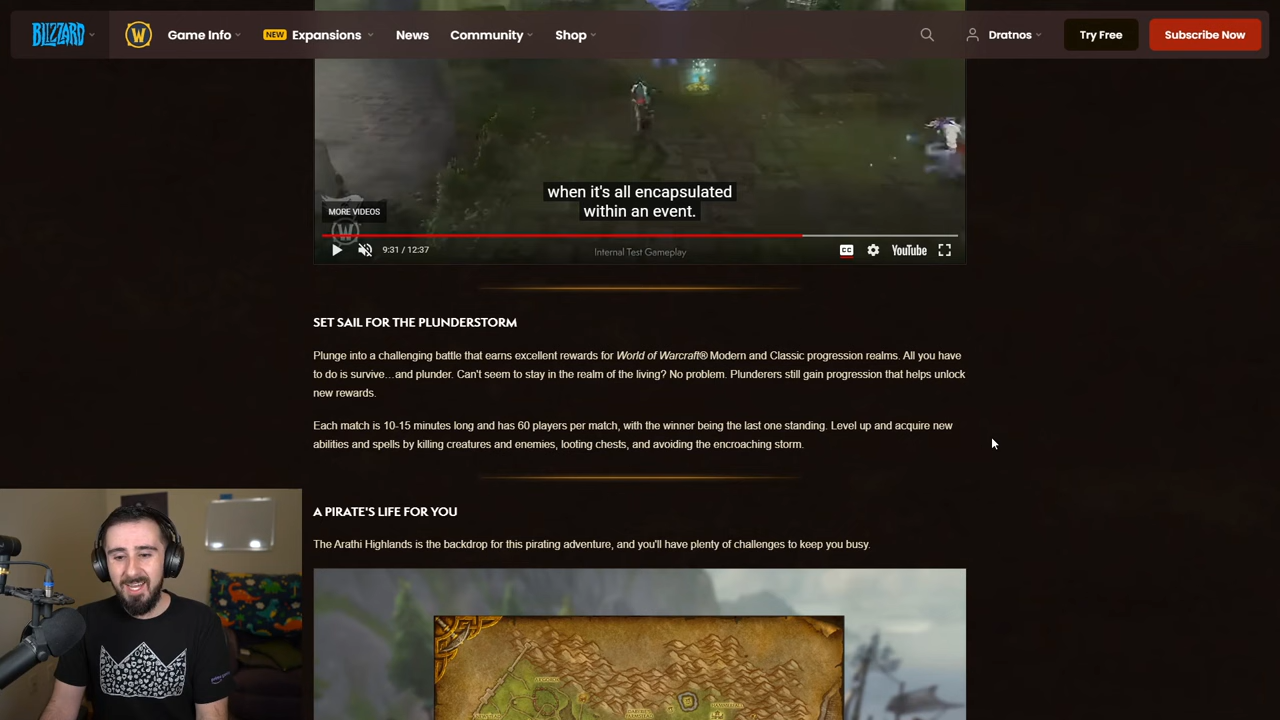 BLIZZARD
W
Game Info
NEW Expansions
News
Community
Shop
Dratnos
Try Free
Subscribe Now
when it's all encapsulated
within an event.
MORE VIDEOS
W
9:31 / 12:37
Internal Test Gameplay
CC
YouTube
SET SAIL FOR THE PLUNDERSTORM
Plunge into a challenging battle that earns excellent rewards for World of Warcraft® Modern and Classic progression realms. All you have
to do is survive...and plunder. Can't seem to stay in the realm of the living? No problem. Plunderers still gain progression that helps unlock
new rewards.
Each match is 10-15 minutes long and has 60 players per match, with the winner being the last one standing. Level up and acquire new
abilities and spells by killing creatures and enemies, looting chests, and avoiding the encroaching storm.
A PIRATE'S LIFE FOR YOU
The Arathi Highlands is the backdrop for this pirating adventure, and you'll have plenty of challenges to keep you busy.